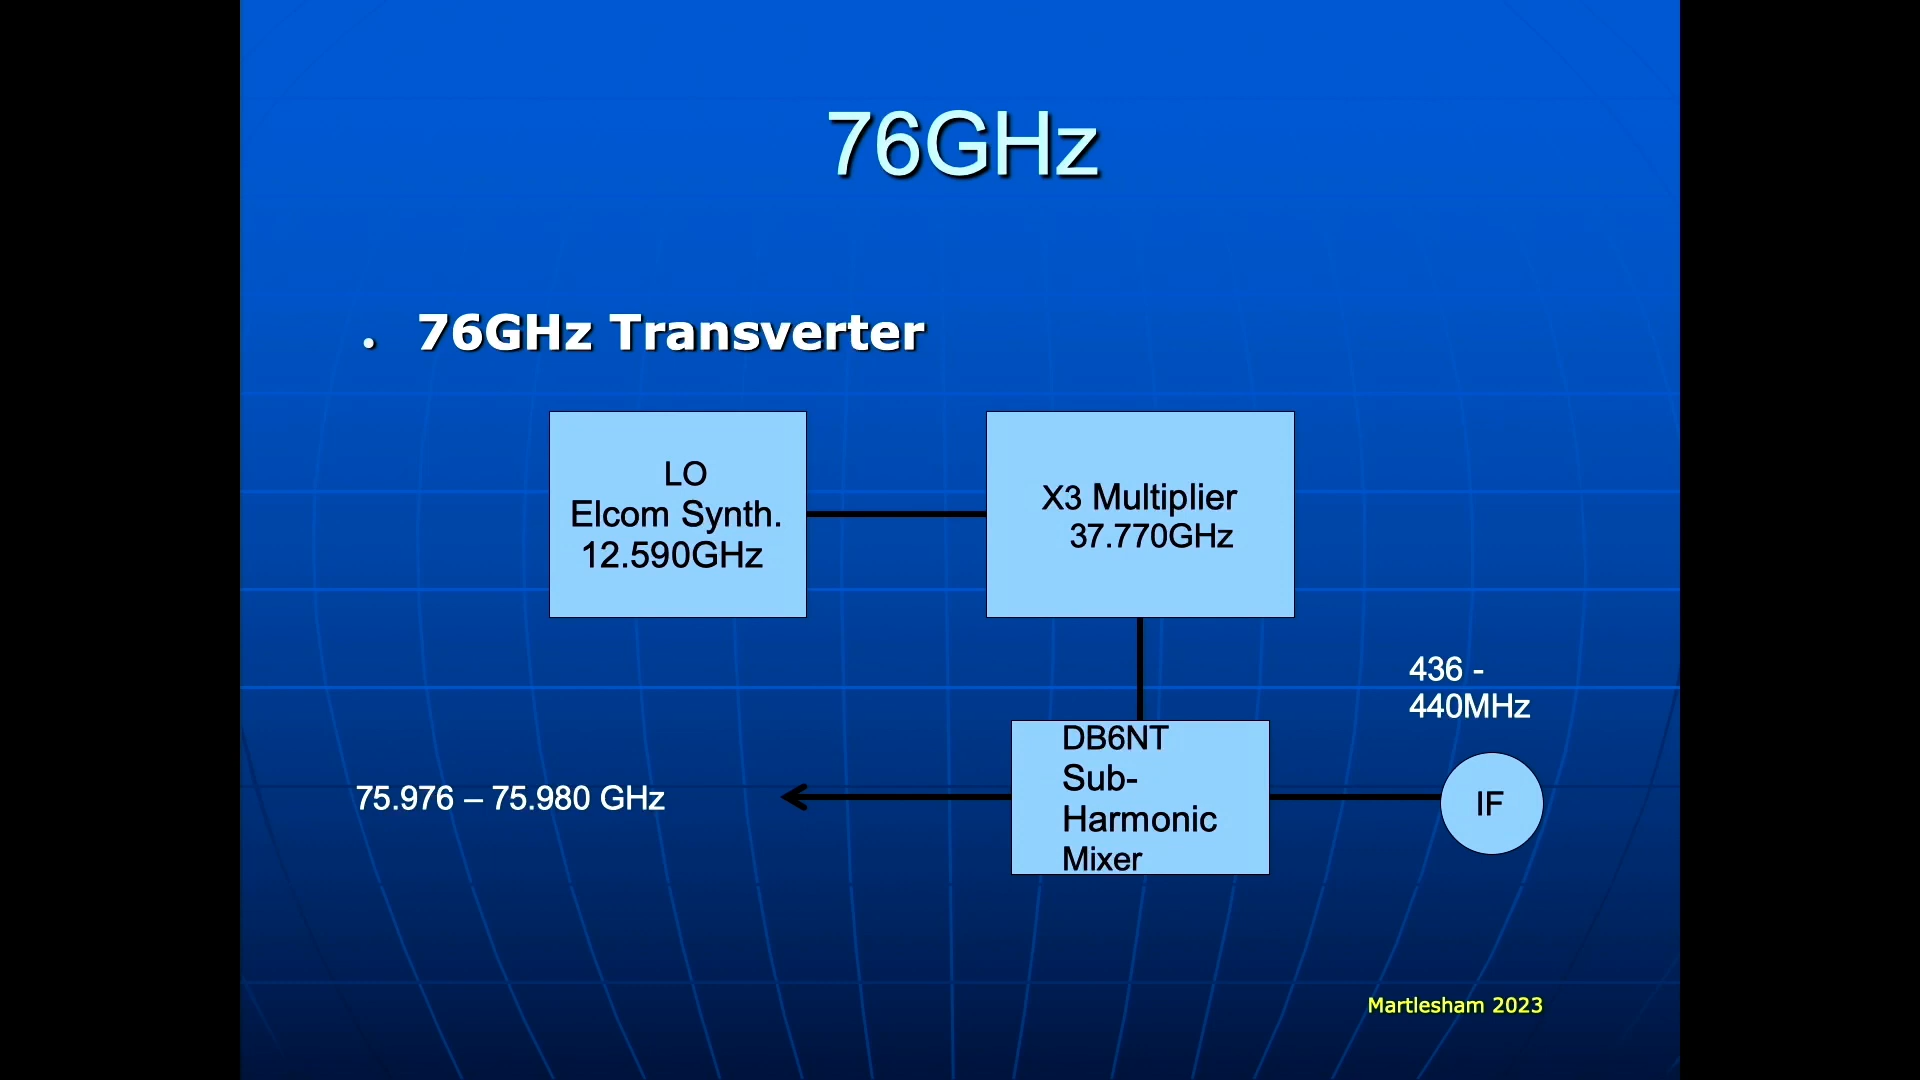 76GHz
• 76GHz Transverter
LO
Elcom Synth.
12.590GHz
X3 Multiplier
37.770GHz
436 -
440MHz
DB6NT
Sub-
Harmonic
Mixer
IF
75.976 – 75.980 GHz
Martlesham 2023